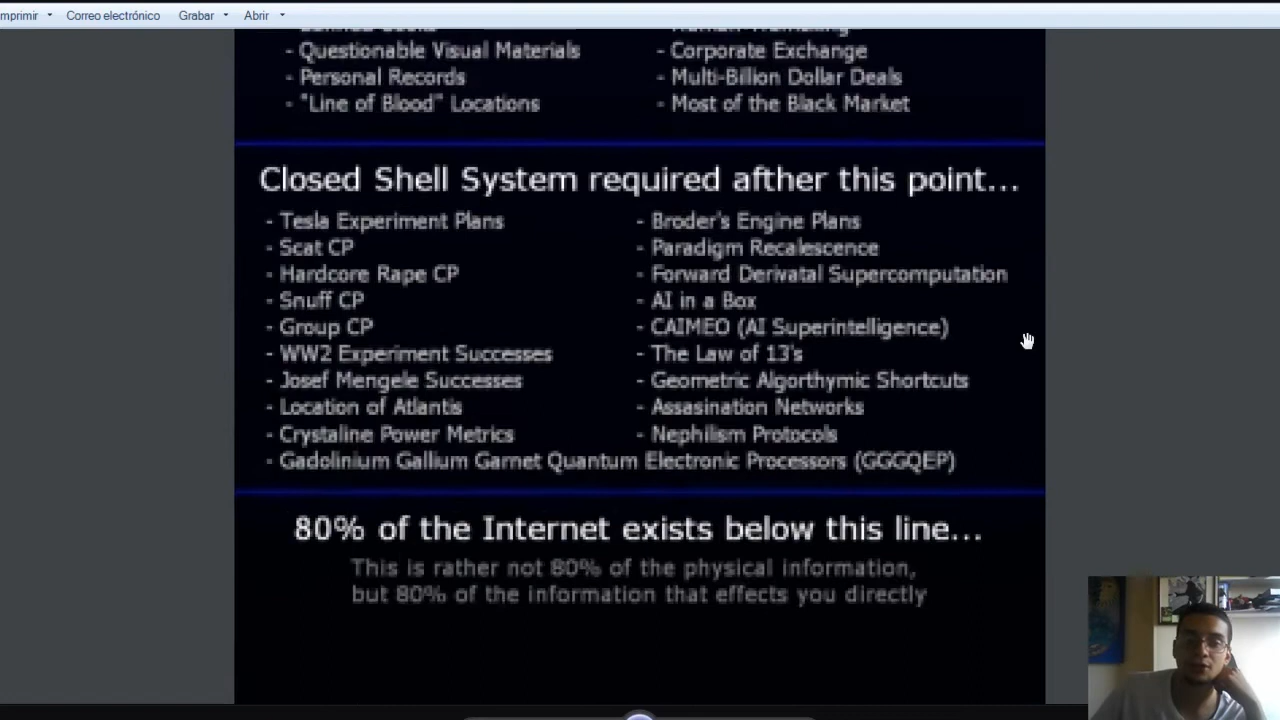 Imprimir Correo electrónico Grabar Abrir
- Questionable Visual Materials
- Personal Records
- "Line of Blood" Locations
- Corporate Exchange
- Multi-Billion Dollar Deals
- Most of the Black Market
Closed Shell System required afther this point...
- Tesla Experiment Plans
- Scat CP
- Hardcore Rape CP
- Snuff CP
- Group CP
- WW2 Experiment Successes
- Josef Mengele Successes
- Location of Atlantis
- Crystaline Power Metrics
- Broder's Engine Plans
- Paradigm Recalescence
- Forward Derivatal Supercomputation
- AI in a Box
- CAIMEO (AI Superintelligence)
- The Law of 13's
- Geometric Algorthymic Shortcuts
- Assasination Networks
- Nephilism Protocols
- Gadolinium Gallium Garnet Quantum Electronic Processors (GGGQEP)
80% of the Internet exists below this line...
This is rather not 80% of the physical information,
but 80% of the information that effects you directly